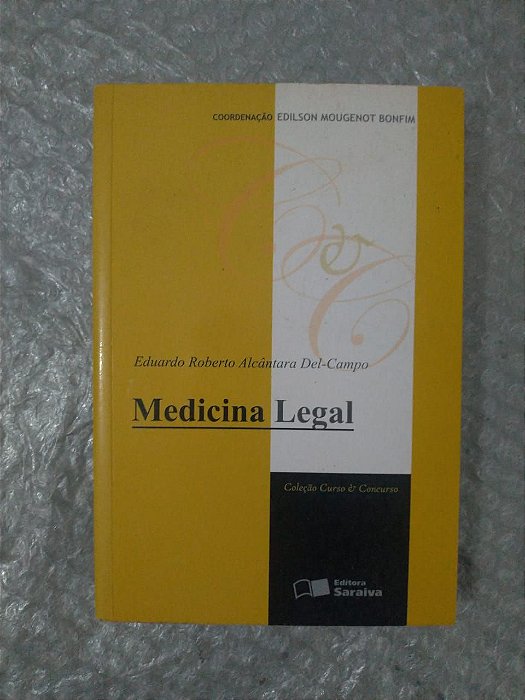 COORDENAÇÃO EDILSON MOUGENOT BONFIM
C&C
Eduardo Roberto Alcântara Del-Campo
Medicina Legal
Coleção Curso & Concurso
Editora
Saraiva